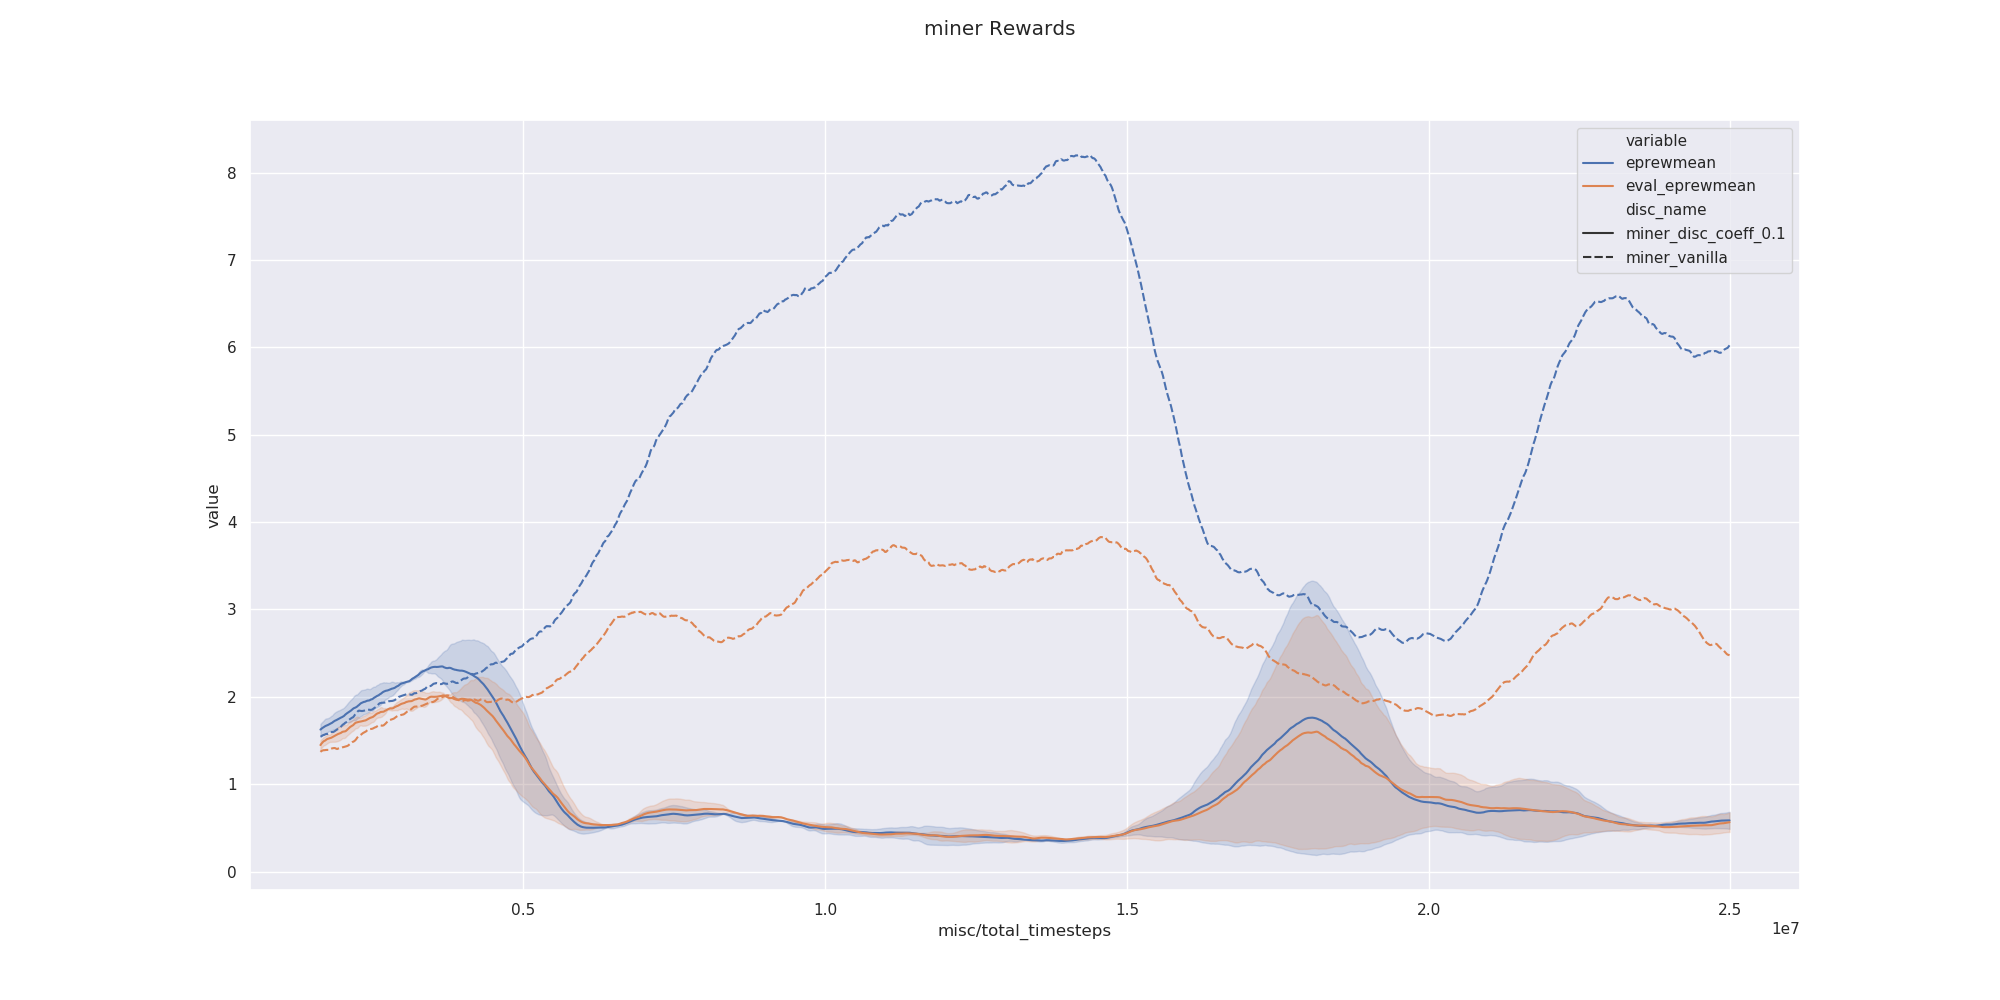 miner Rewards
variable
eprewmean
eval_eprewmean
disc_name
miner_disc_coeff_0.1
miner_vanilla
8
7
6
5
4
3
2
1
0
value
0.5 1.0 1.5 2.0 2.5
1e7
misc/total_timesteps